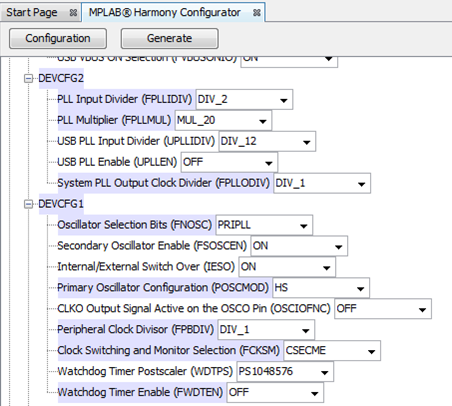 Start Page
MPLAB® Harmony Configurator
Configuration
Generate
USB VBUS ON Selection (FVBUSONIO) ON
DEVCFG2
PLL Input Divider (FPLLIDIV) DIV_2
PLL Multiplier (FPLLMUL) MUL_20
USB PLL Input Divider (UPLLIDIV) DIV_12
USB PLL Enable (UPLLEN) OFF
System PLL Output Clock Divider (FPLLODIV) DIV_1
DEVCFG1
Oscillator Selection Bits (FNOSC) PRIPLL
Secondary Oscillator Enable (FSOSCEN) ON
Internal/External Switch Over (IESO) ON
Primary Oscillator Configuration (POSCMOD) HS
CLKO Output Signal Active on the OSCO Pin (OSCIOFNC) OFF
Peripheral Clock Divisor (FPBDIV) DIV_1
Clock Switching and Monitor Selection (FCKSM) CSECME
Watchdog Timer Postscaler (WDTPS) PS1048576
Watchdog Timer Enable (FWDTEN) OFF